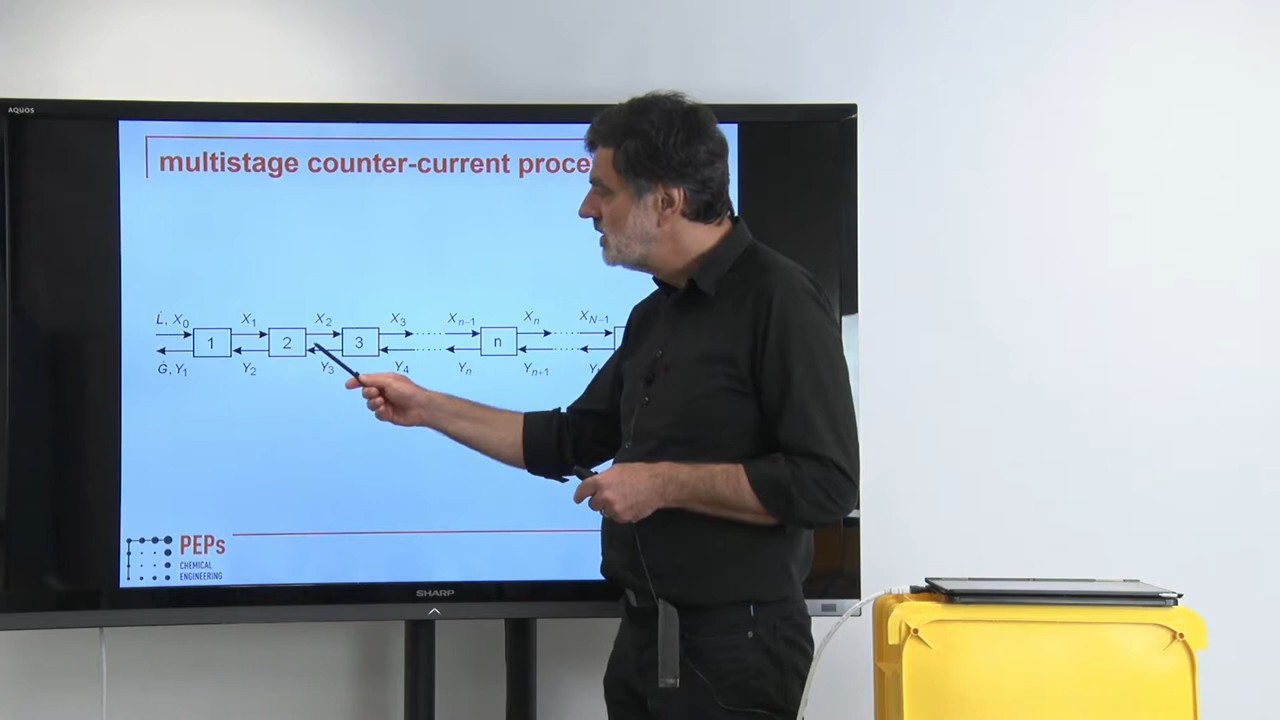 AQUOS
multistage counter-current
L, X0 X1 X2 X3 Xn-1 Xn XN-1
1 2 3 n
G, Y1 Y2 Y3 Y4 Yn Yn+1
PEPs
CHEMICAL
ENGINEERING
SHARP